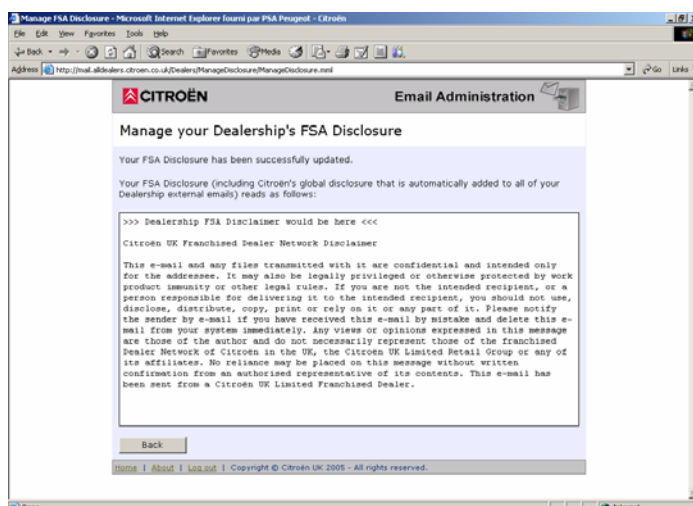 Manage FSA Disclosure - Microsoft Internet Explorer fourni par PSA Peugeot - Citroën
File Edit View Favorites Tools Help
Back Search Favorites Media
Address http://mail.alldealers.citroen.co.uk/Dealers/ManageDisclosure/ManageDisclosure.mml Go Links
CITROËN Email Administration
Manage your Dealership's FSA Disclosure
Your FSA Disclosure has been successfully updated.
Your FSA Disclosure (including Citroën's global disclosure that is automatically added to all of your
Dealership external emails) reads as follows:
>>> Dealership FSA Disclaimer would be here <<<
Citroën UK Franchised Dealer Network Disclaimer
This e-mail and any files transmitted with it are confidential and intended only
for the addressee. It may also be legally privileged or otherwise protected by work
product immunity or other legal rules. If you are not the intended recipient, or a
person responsible for delivering it to the intended recipient, you should not use,
disclose, distribute, copy, print or rely on it or any part of it. Please notify
the sender by e-mail if you have received this e-mail by mistake and delete this e-
mail from your system immediately. Any views or opinions expressed in this message
are those of the author and do not necessarily represent those of the franchised
Dealer Network of Citroën in the UK, the Citroën UK Limited Retail Group or any of
its affiliates. No reliance may be placed on this message without written
confirmation from an authorised representative of its contents. This e-mail has
been sent from a Citroën UK Limited Franchised Dealer.
Back
Home | About | Log out | Copyright © Citroën UK 2005 - All rights reserved.